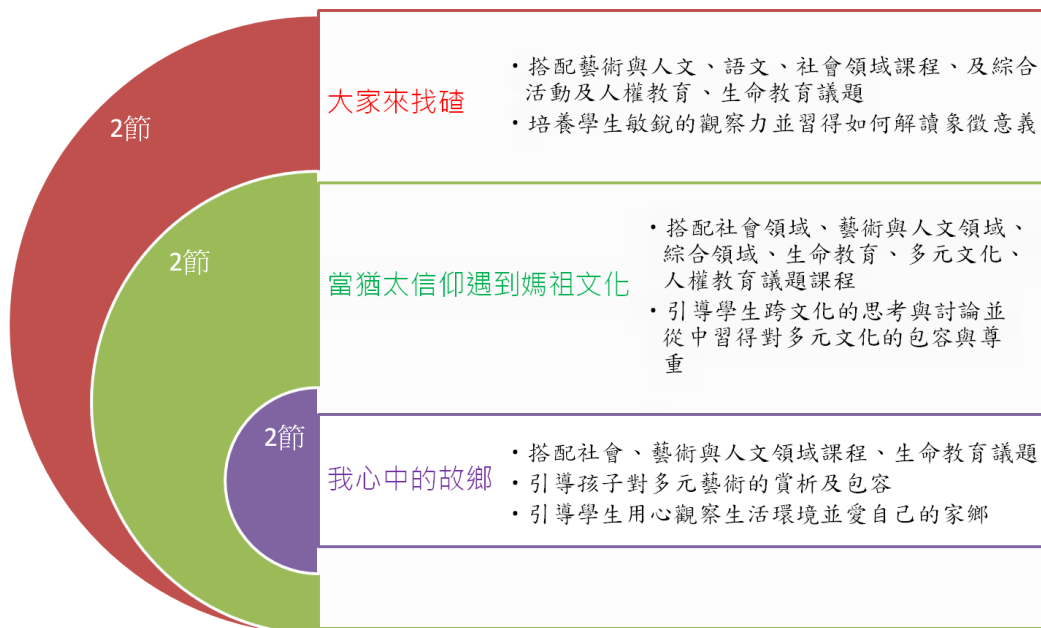 2節
大家來找碴
・搭配藝術與人文、語文、社會領域課程、及綜合
活動及人權教育、生命教育議題
・培養學生敏銳的觀察力並習得如何解讀象徵意義
2節
當猶太信仰遇到媽祖文化
・搭配社會領域、藝術與人文領域、
綜合領域、生命教育、多元文化、
人權教育議題課程
・引導學生跨文化的思考與討論並
從中習得對多元文化的包容與尊
重
2節
我心中的故鄉
・搭配社會、藝術與人文領域課程、生命教育議題
・引導孩子對多元藝術的賞析及包容
・引導學生用心觀察生活環境並愛自己的家鄉